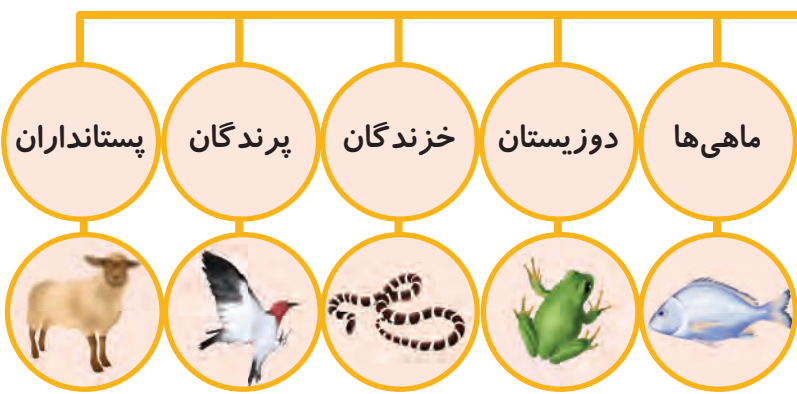 ماهی‌ها
دوزیستان
خزندگان
پرندگان
پستانداران